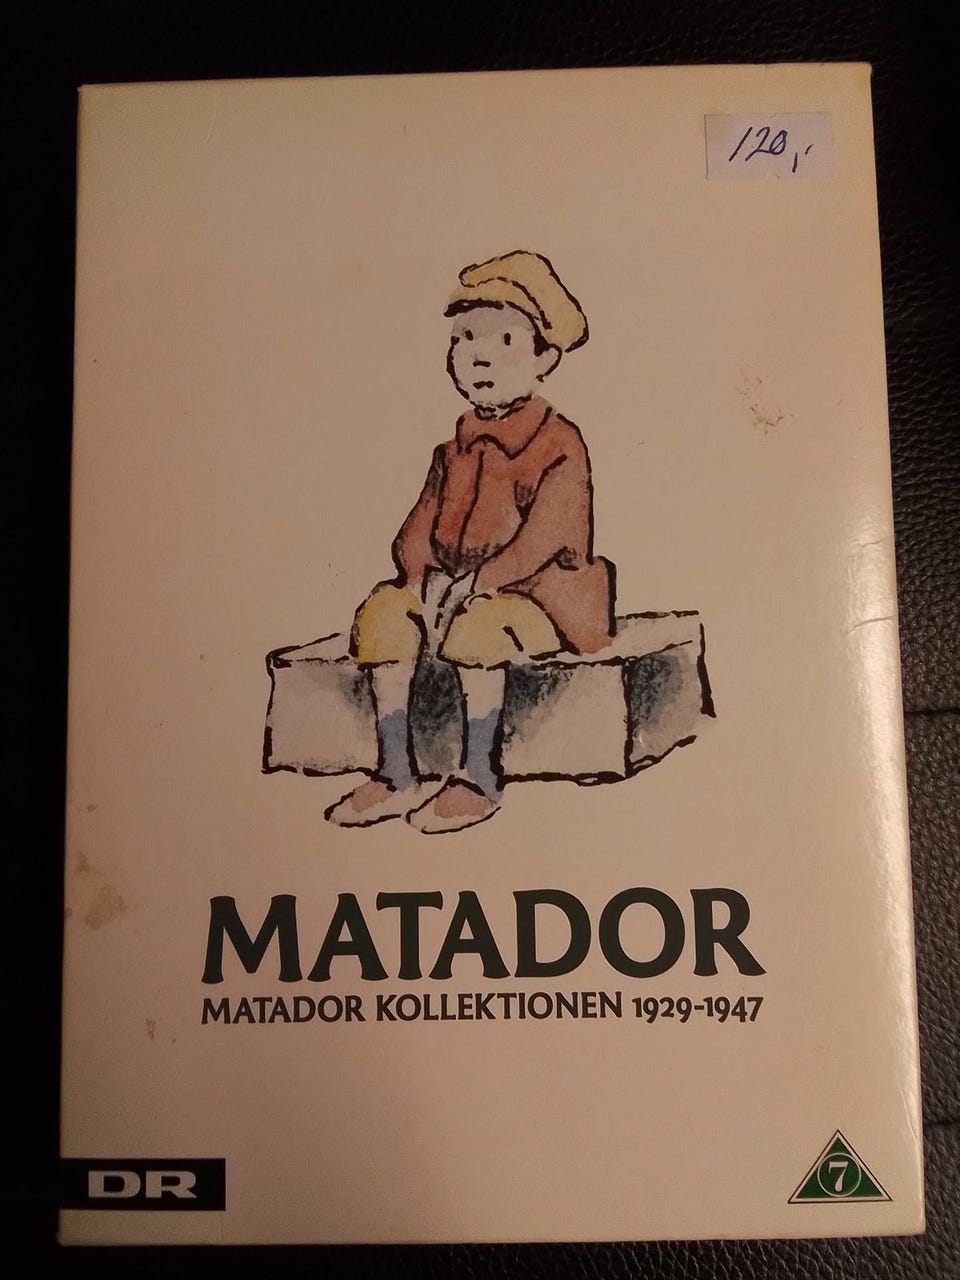 120,-
MATADOR
MATADOR KOLLEKTIONEN 1929-1947
DR
7